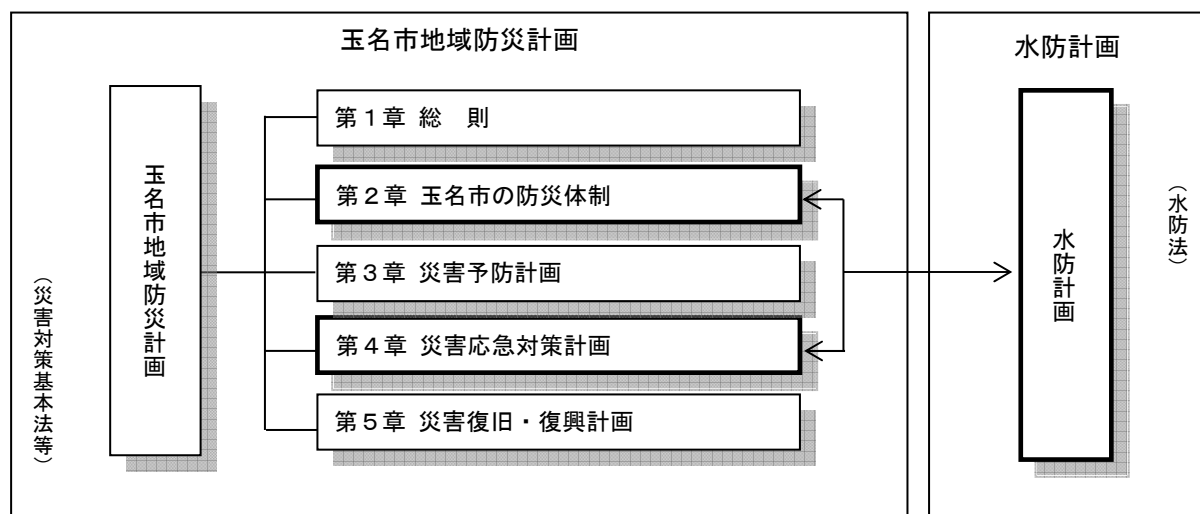 玉名市地域防災計画
水防計画
玉名市地域防災計画
(災害対策基本法等)
第1章 総 則
第2章 玉名市の防災体制
第3章 災害予防計画
第4章 災害応急対策計画
第5章 災害復旧・復興計画
水防計画
(水防法)